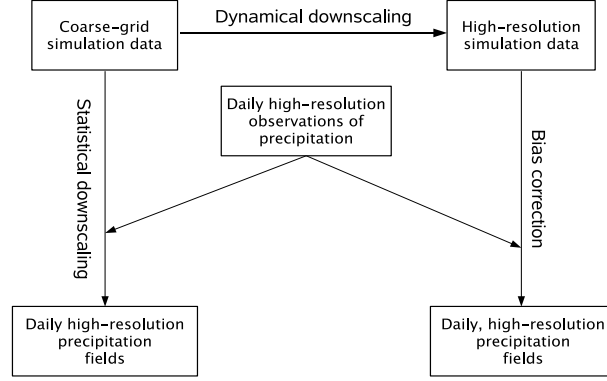 Dynamical downscaling
Coarse-grid
simulation data
High-resolution
simulation data
Statistical downscaling
Daily high-resolution
observations of
precipitation
Bias correction
Daily high-resolution
precipitation
fields
Daily, high-resolution
precipitation
fields